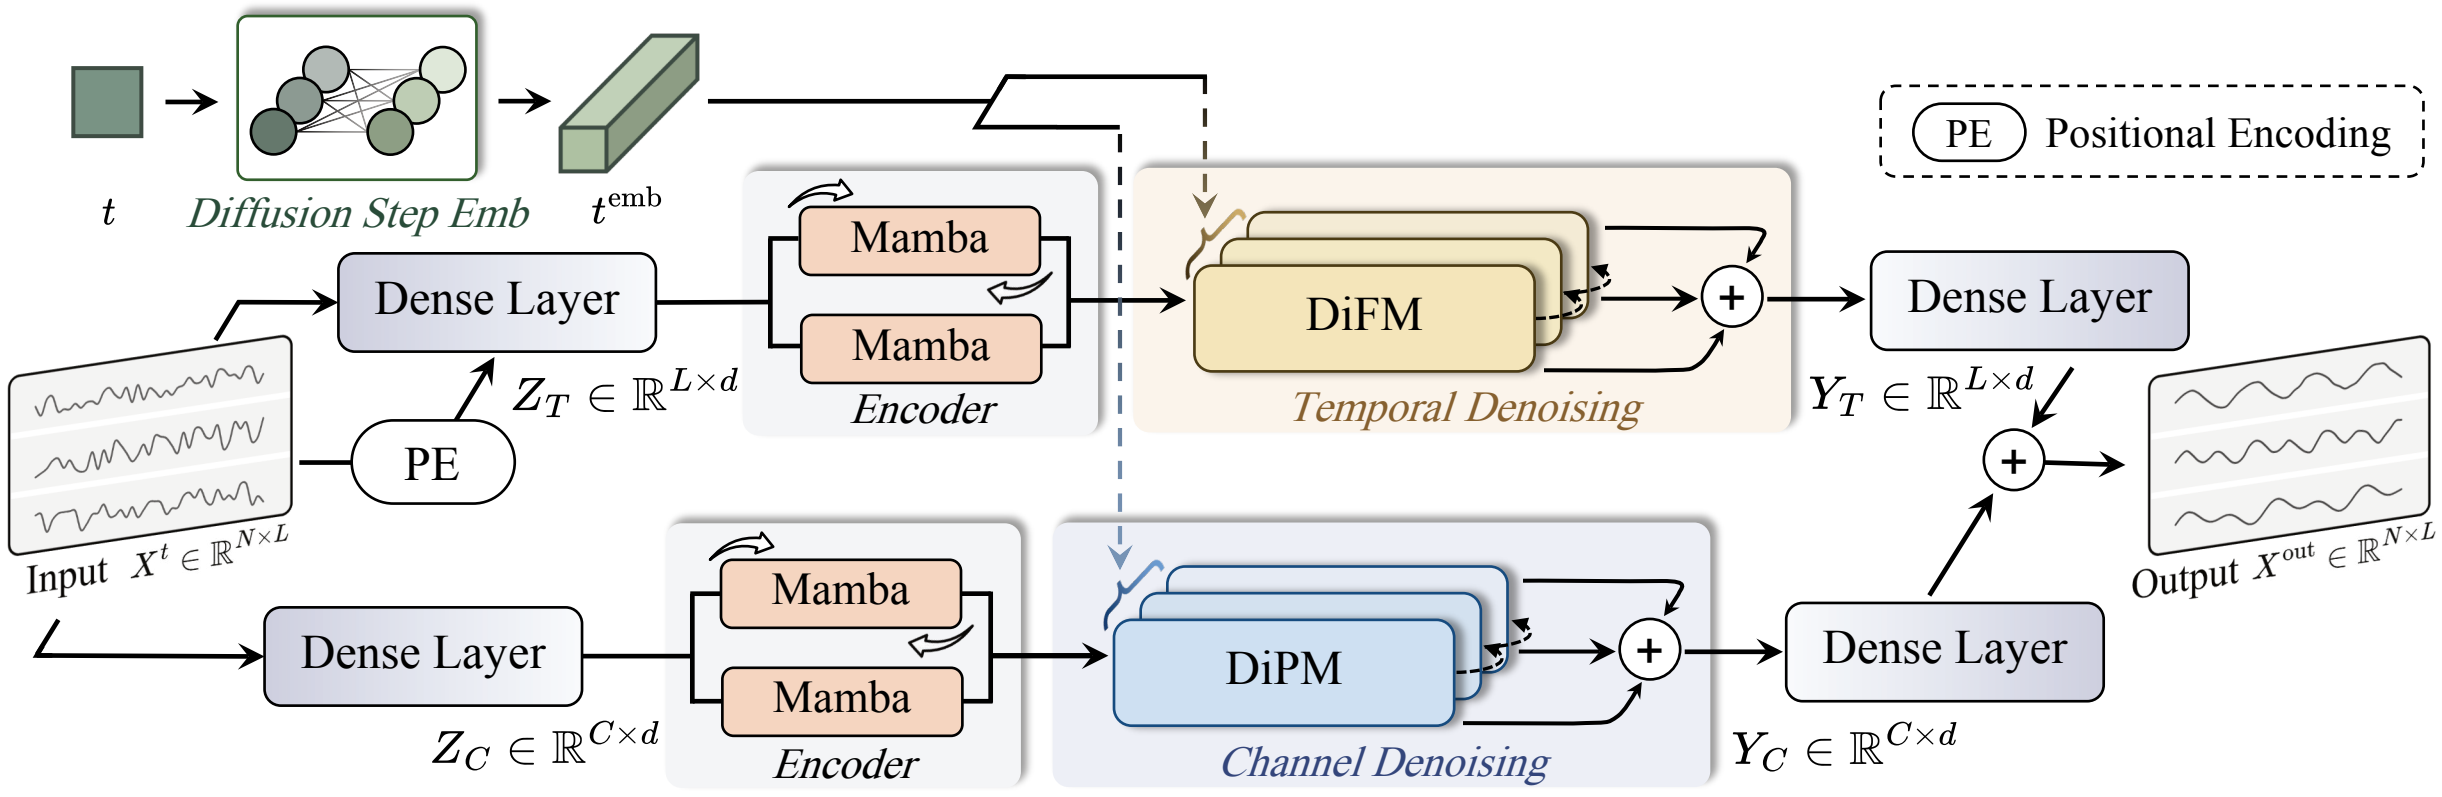 t
Diffusion Step Emb
t^emb
PE Positional Encoding
Dense Layer
Mamba
Mamba
Encoder
DiFM
+
Temporal Denoising
Dense Layer
Z_T ∈ ℝ^{L×d}
Y_T ∈ ℝ^{L×d}
PE
+
Input X^t ∈ ℝ^{N×L}
Output X^out ∈ ℝ^{N×L}
Dense Layer
Mamba
Mamba
Encoder
DiPM
+
Channel Denoising
Dense Layer
Z_C ∈ ℝ^{C×d}
Y_C ∈ ℝ^{C×d}